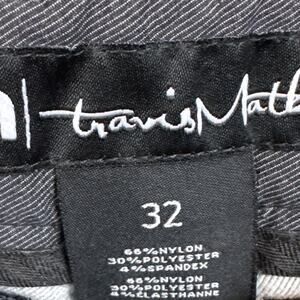 travisMath
32
66%NYLON
30%POLYESTER
4%SPANDEX
66%NYLON
30%POLYESTER
4%ELASTHANNE